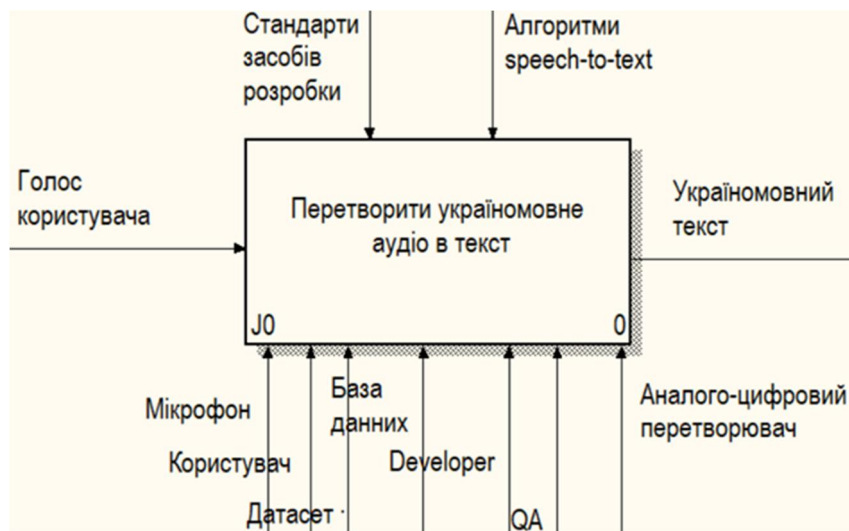 Стандарти
засобів
розробки
Алгоритми
speech-to-text
Голос
користувача
Перетворити україномовне
аудіо в текст
Україномовний
текст
J0
0
Мікрофон
База
данних
Аналого-цифровий
перетворювач
Користувач
Developer
Датасет
QA